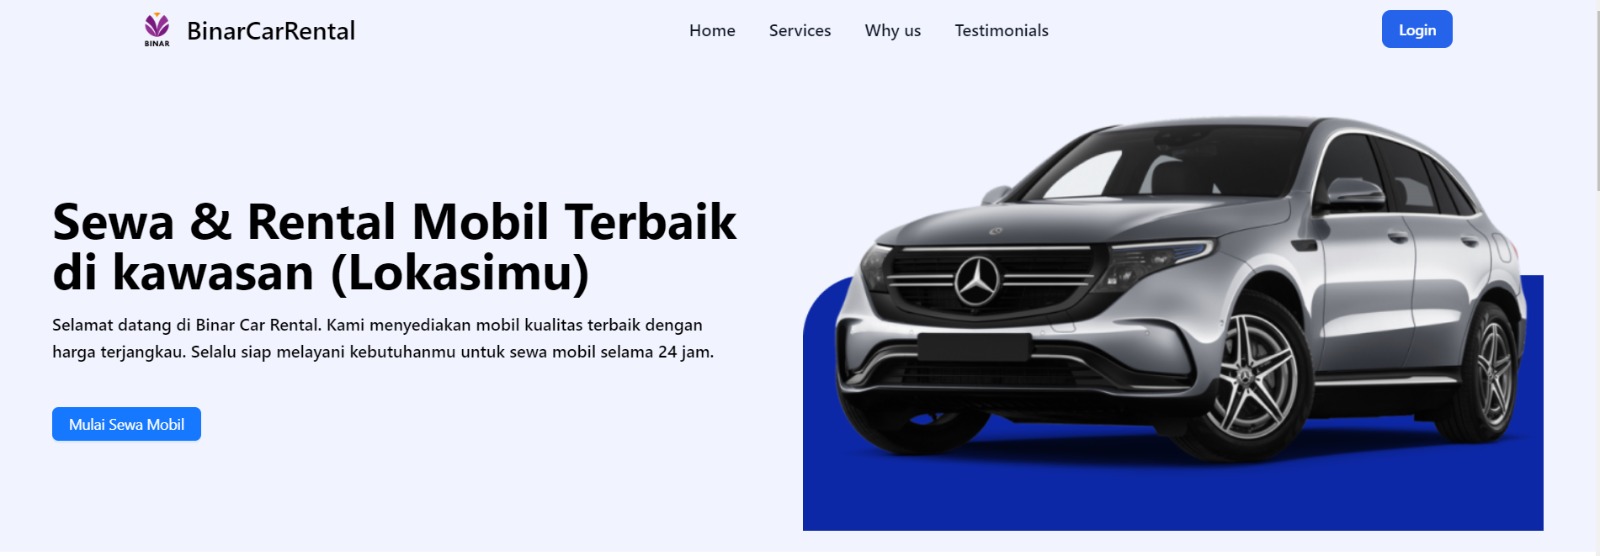 BINAR
BinarCarRental
Home
Services
Why us
Testimonials
Login
Sewa & Rental Mobil Terbaik
di kawasan (Lokasimu)
Selamat datang di Binar Car Rental. Kami menyediakan mobil kualitas terbaik dengan
harga terjangkau. Selalu siap melayani kebutuhanmu untuk sewa mobil selama 24 jam.
Mulai Sewa Mobil